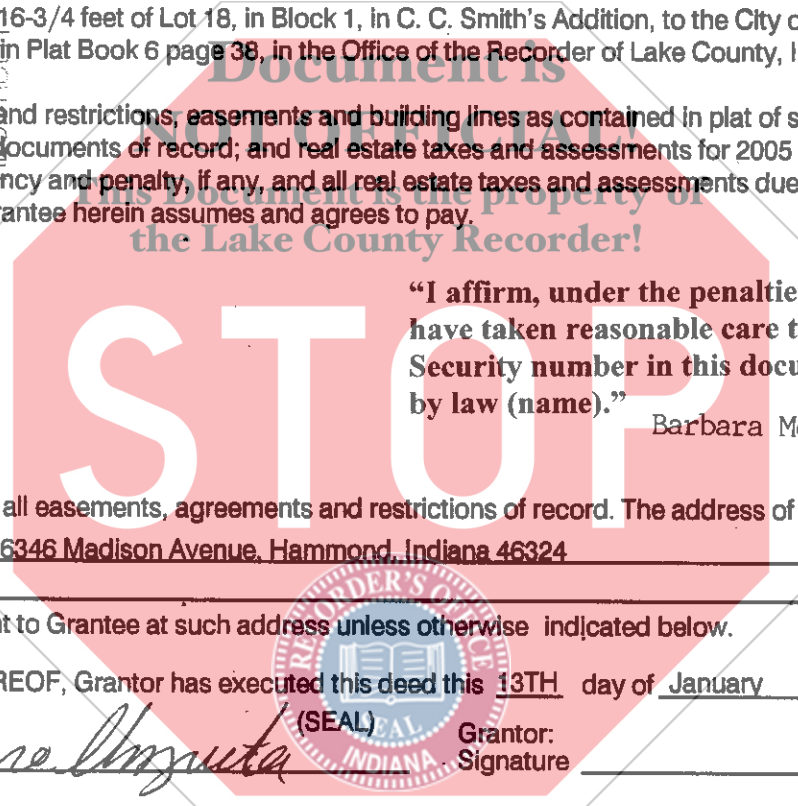 16-3/4 feet of Lot 18, in Block 1, in C. C. Smith's Addition, to the City o
in Plat Book 6 page 38, in the Office of the Recorder of Lake County, I
Document is
and restrictions, easements and building lines as contained in plat of s
NOT OFFICIAL!
documents of record; and real estate taxes and assessments for 2005
ncy and penalty, if any, and all real estate taxes and assessments due
This Document is the property of
rantee herein assumes and agrees to pay.
the Lake County Recorder!
"I affirm, under the penaltie
have taken reasonable care t
Security number in this docu
by law (name)."
Barbara M
STOP
all easements, agreements and restrictions of record. The address of
6346 Madison Avenue, Hammond, Indiana 46324
RECORDER'S OFFICE
nt to Grantee at such address unless otherwise indicated below.
REOF, Grantor has executed this deed this 13TH day of January
(SEAL)
SEAL
Grantor:
INDIANA
Signature